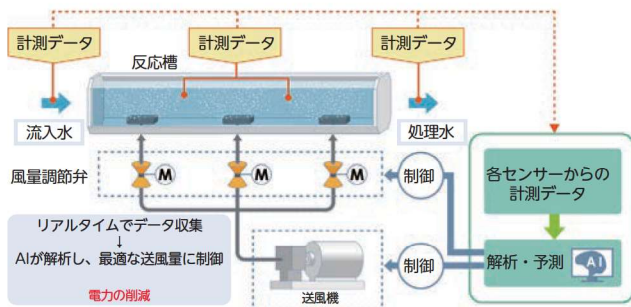 計測データ
計測データ
計測データ
反応槽
流入水
処理水
風量調節弁
M
M
M
制御
各センサーからの
計測データ
リアルタイムでデータ収集
↓
AIが解析し、最適な送風量に制御
電力の削減
送風機
制御
解析・予測
AI